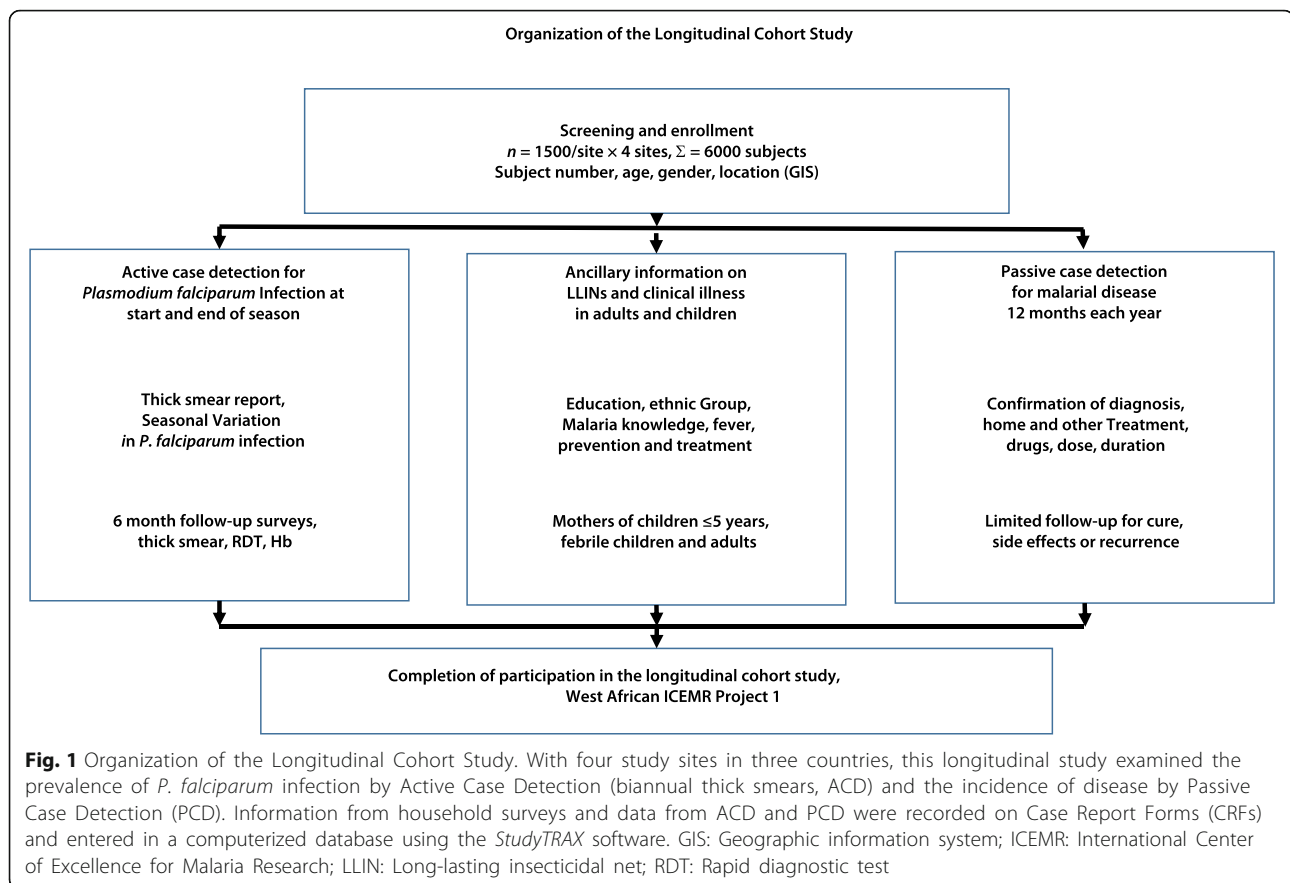 Organization of the Longitudinal Cohort Study
Screening and enrollment
n = 1500/site × 4 sites, Σ = 6000 subjects
Subject number, age, gender, location (GIS)
Active case detection for
Plasmodium falciparum Infection at
start and end of season
Thick smear report,
Seasonal Variation
in P. falciparum infection
6 month follow-up surveys,
thick smear, RDT, Hb
Ancillary information on
LLINs and clinical illness
in adults and children
Education, ethnic Group,
Malaria knowledge, fever,
prevention and treatment
Mothers of children ≤5 years,
febrile children and adults
Passive case detection
for malarial disease
12 months each year
Confirmation of diagnosis,
home and other Treatment,
drugs, dose, duration
Limited follow-up for cure,
side effects or recurrence
Completion of participation in the longitudinal cohort study,
West African ICEMR Project 1
Fig. 1 Organization of the Longitudinal Cohort Study. With four study sites in three countries, this longitudinal study examined the
prevalence of P. falciparum infection by Active Case Detection (biannual thick smears, ACD) and the incidence of disease by Passive
Case Detection (PCD). Information from household surveys and data from ACD and PCD were recorded on Case Report Forms (CRFs)
and entered in a computerized database using the StudyTRAX software. GIS: Geographic information system; ICEMR: International Center
of Excellence for Malaria Research; LLIN: Long-lasting insecticidal net; RDT: Rapid diagnostic test